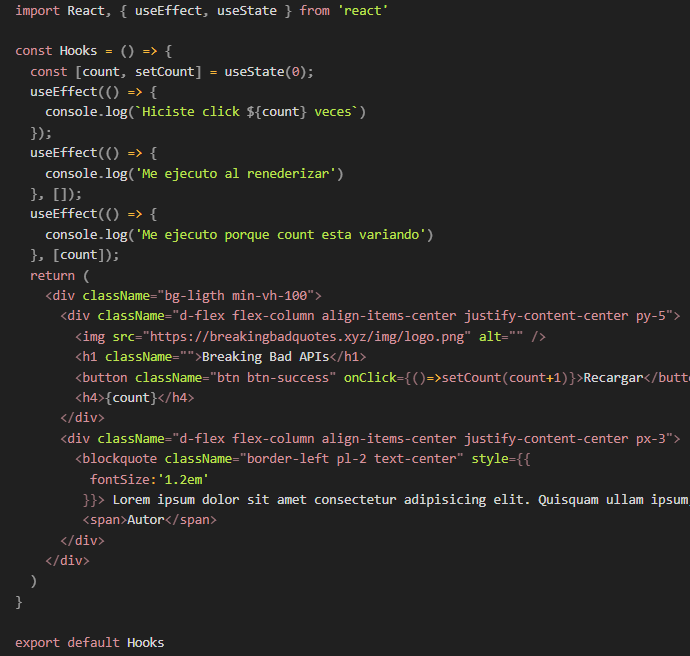 import React, { useEffect, useState } from 'react'
const Hooks = () => {
const [count, setCount] = useState(0);
useEffect(() => {
console.log(`Hiciste click ${count} veces`)
});
useEffect(() => {
console.log('Me ejecuto al renederizar')
}, []);
useEffect(() => {
console.log('Me ejecuto porque count esta variando')
}, [count]);
return (
<div className="bg-ligth min-vh-100">
<div className="d-flex flex-column align-items-center justify-content-center py-5">
<img src="https://breakingbadquotes.xyz/img/logo.png" alt="" />
<h1 className="">Breaking Bad APIs</h1>
<button className="btn btn-success" onClick={()=>setCount(count+1)}>Recargar</butt
<h4>{count}</h4>
</div>
<div className="d-flex flex-column align-items-center justify-content-center px-3">
<blockquote className="border-left pl-2 text-center" style={{
fontSize:'1.2em'
}}> Lorem ipsum dolor sit amet consectetur adipisicing elit. Quisquam ullam ipsum,
<span>Autor</span>
</div>
</div>
)
}
export default Hooks